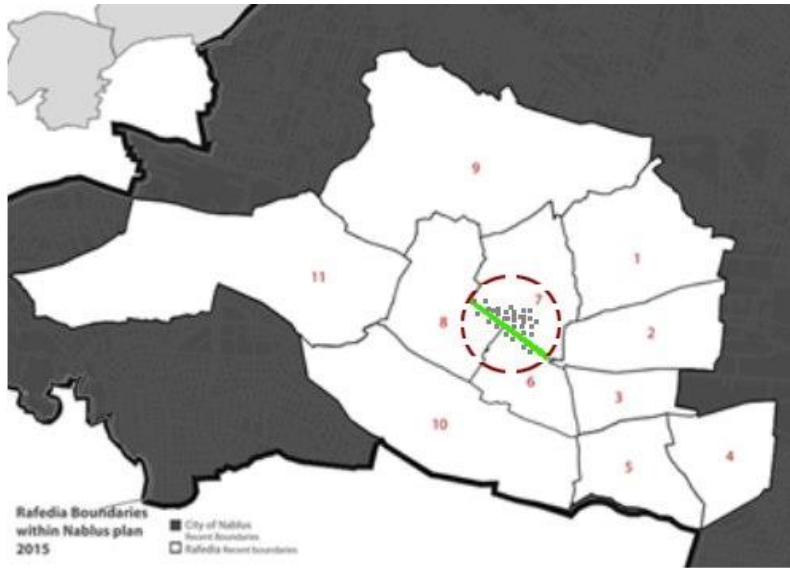 9
1
11
7
2
8
6
3
10
5
4
Rafedia Boundaries
within Nablus plan
2015
City of Nablus
Recent Boundaries
Rafedia Recent boundaries